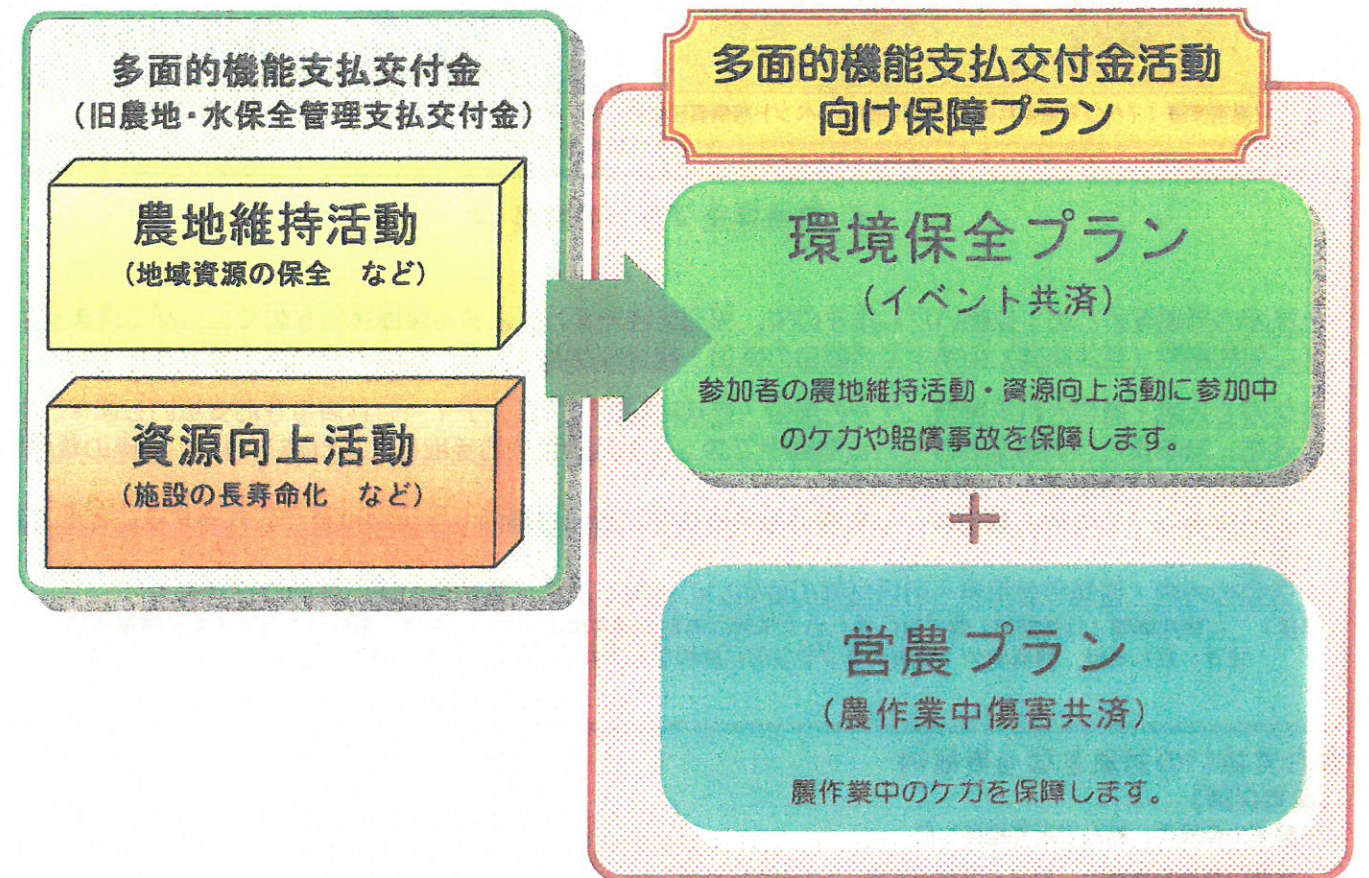 多面的機能支払交付金
(旧農地・水保全管理支払交付金)
農地維持活動
(地域資源の保全 など)
資源向上活動
(施設の長寿命化 など)
多面的機能支払交付金活動
向け保障プラン
環境保全プラン
(イベント共済)
参加者の農地維持活動・資源向上活動に参加中
のケガや賠償事故を保障します。
+
営農プラン
(農作業中傷害共済)
農作業中のケガを保障します。